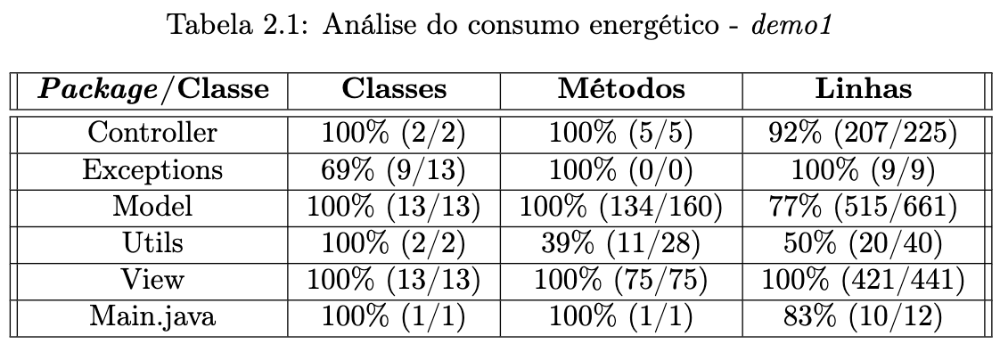 Tabela 2.1: Análise do consumo energético - demo1
Package/Classe Classes Métodos Linhas
Controller 100% (2/2) 100% (5/5) 92% (207/225)
Exceptions 69% (9/13) 100% (0/0) 100% (9/9)
Model 100% (13/13) 100% (134/160) 77% (515/661)
Utils 100% (2/2) 39% (11/28) 50% (20/40)
View 100% (13/13) 100% (75/75) 100% (421/441)
Main.java 100% (1/1) 100% (1/1) 83% (10/12)